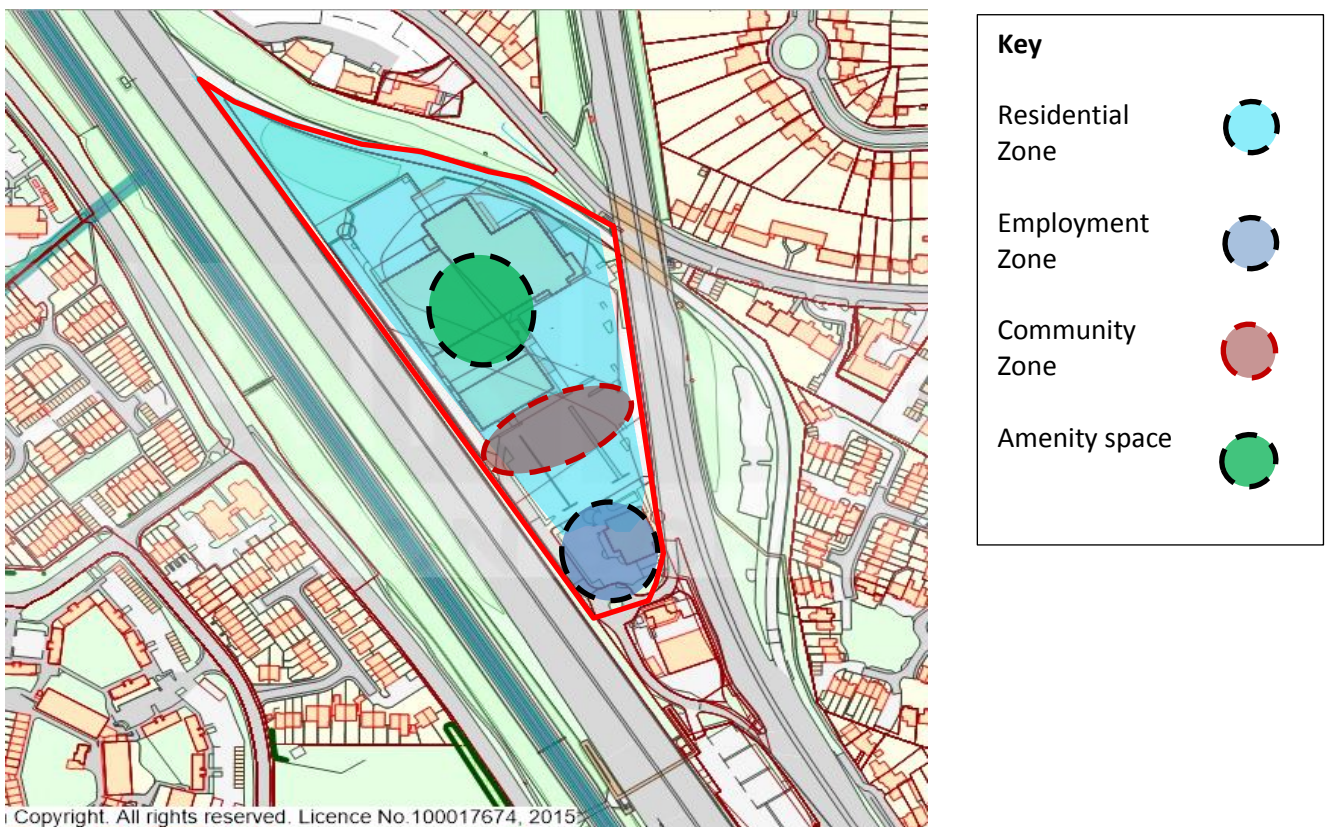 Key
Residential
Zone
Employment
Zone
Community
Zone
Amenity space
Copyright. All rights reserved. Licence No.100017674, 2015